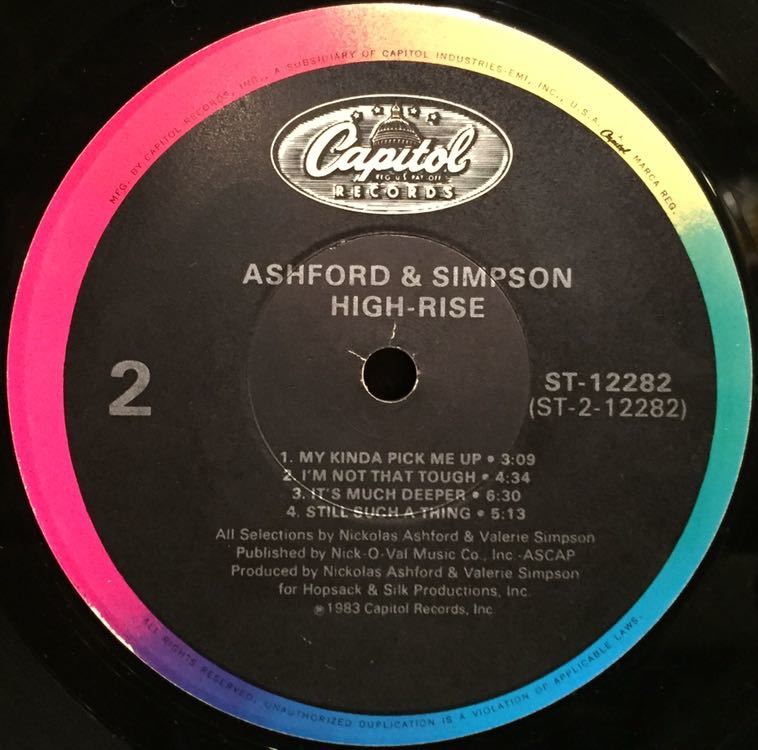 MFG. BY CAPITOL RECORDS, INC., A SUBSIDIARY OF CAPITOL INDUSTRIES-EMI, INC., U.S.A. Capitol MARCA REG.
Capitol
REG. U.S. PAT. OFF.
RECORDS
ASHFORD & SIMPSON
HIGH-RISE
2
ST-12282
(ST-2-12282)
1. MY KINDA PICK ME UP • 3:09
2. I'M NOT THAT TOUGH • 4:34
3. IT'S MUCH DEEPER • 6:30
4. STILL SUCH A THING • 5:13
All Selections by Nickolas Ashford & Valerie Simpson
Published by Nick-O-Val Music Co., Inc -ASCAP
Produced by Nickolas Ashford & Valerie Simpson
for Hopsack & Silk Productions, Inc.
℗1983 Capitol Records, Inc
ALL RIGHTS RESERVED. UNAUTHORIZED DUPLICATION IS A VIOLATION OF APPLICABLE LAWS.